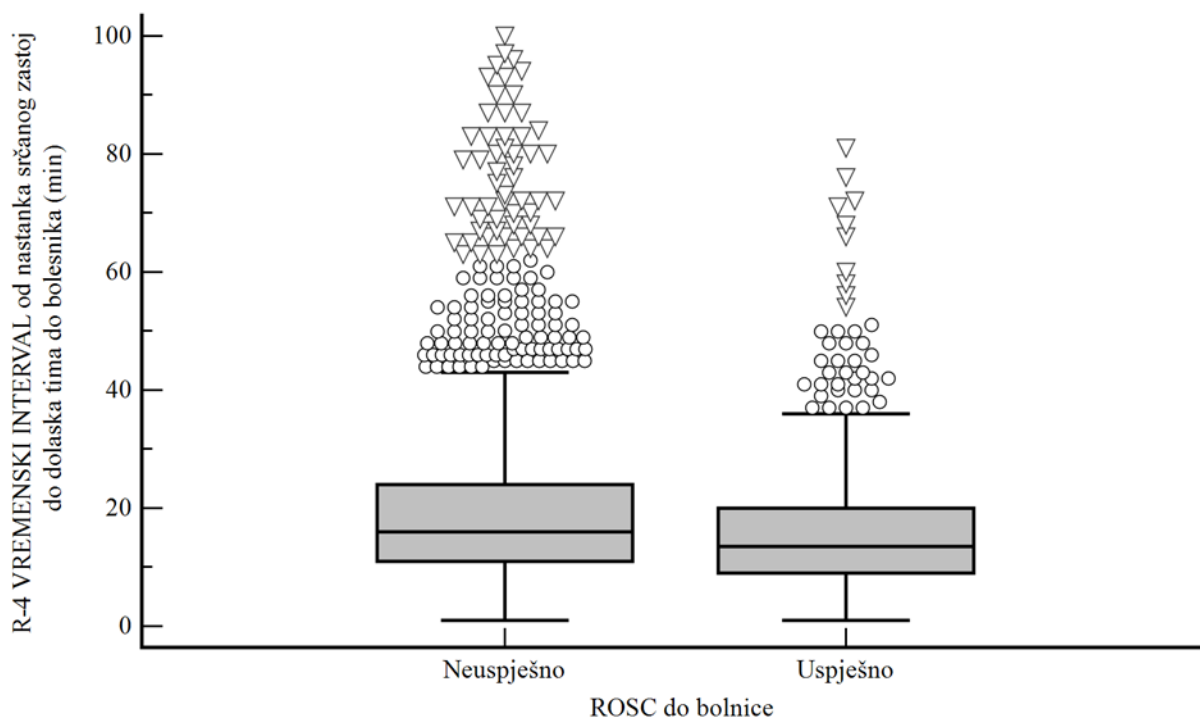 R-4 VREMENSKI INTERVAL od nastanka srčanog zastoj
do dolaska tima do bolesnika (min)
100
80
60
40
20
0
Neuspješno
Uspješno
ROSC do bolnice